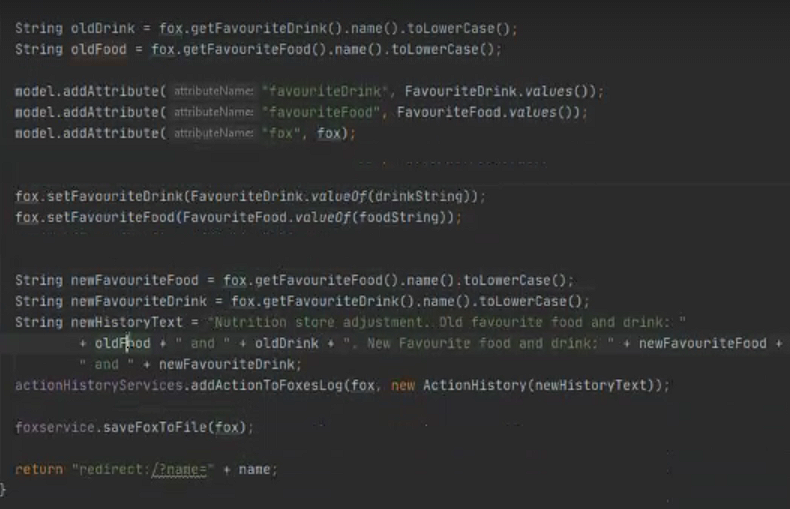 String oldDrink = fox.getFavouriteDrink().name().toLowerCase();
String oldFood = fox.getFavouriteFood().name().toLowerCase();
model.addAttribute( attributeName: "favouriteDrink", FavouriteDrink.values());
model.addAttribute( attributeName: "favouriteFood", FavouriteFood.values());
model.addAttribute( attributeName: "fox", fox);
fox.setFavouriteDrink(FavouriteDrink.valueOf(drinkString));
fox.setFavouriteFood(FavouriteFood.valueOf(foodString));
String newFavouriteFood = fox.getFavouriteFood().name().toLowerCase();
String newFavouriteDrink = fox.getFavouriteDrink().name().toLowerCase();
String newHistoryText = "Nutrition store adjustment. Old favourite food and drink: "
+ oldFood + " and " + oldDrink + ". New Favourite food and drink: " + newFavouriteFood +
" and " + newFavouriteDrink;
actionHistoryServices.addActionToFoxesLog(fox, new ActionHistory(newHistoryText));
foxservice.saveFoxToFile(fox);
return "redirect:/?name=" + name;
}